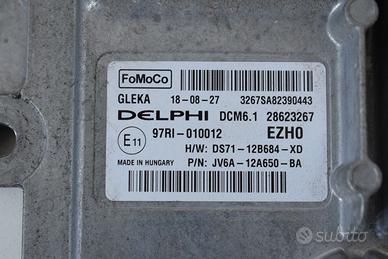 FoMoCo
GLEKA 18-08-27 3267SA82390443
DELPHI DCM6.1 28623267
E11 97RI-010012 EZHO
H/W: DS71-12B684-XD
MADE IN HUNGARY P/N: JV6A-12A650-BA
subito